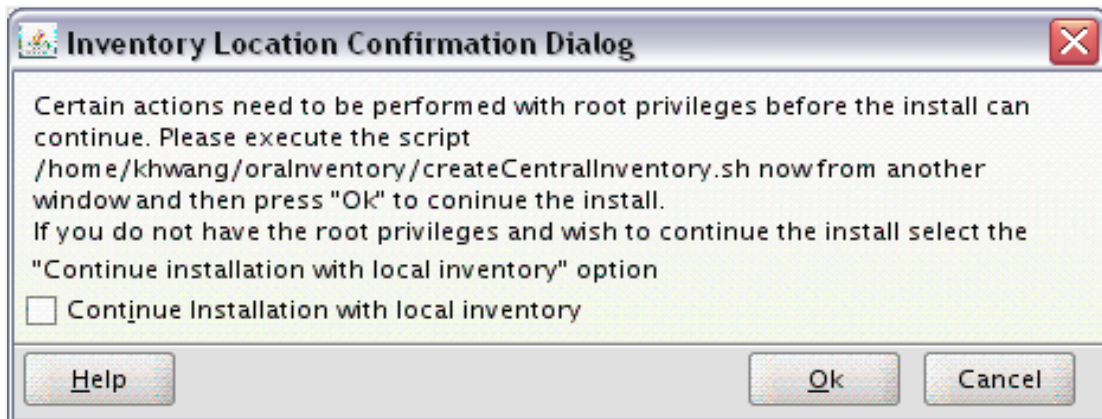 Inventory Location Confirmation Dialog
Certain actions need to be performed with root privileges before the install can
continue. Please execute the script
/home/khwang/oraInventory/createCentralInventory.sh now from another
window and then press "Ok" to coninue the install.
If you do not have the root privileges and wish to continue the install select the
"Continue installation with local inventory" option
Continue Installation with local inventory
Help Ok Cancel